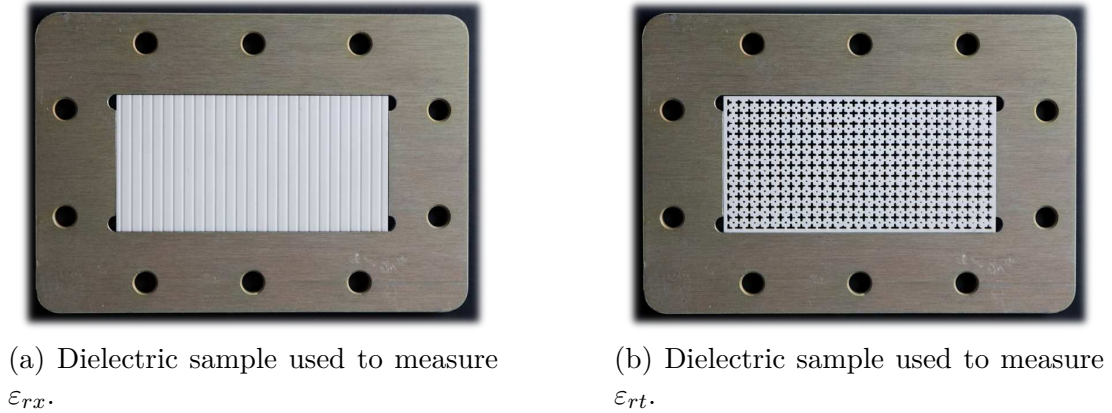 (a) Dielectric sample used to measure
εrx.
(b) Dielectric sample used to measure
εrt.